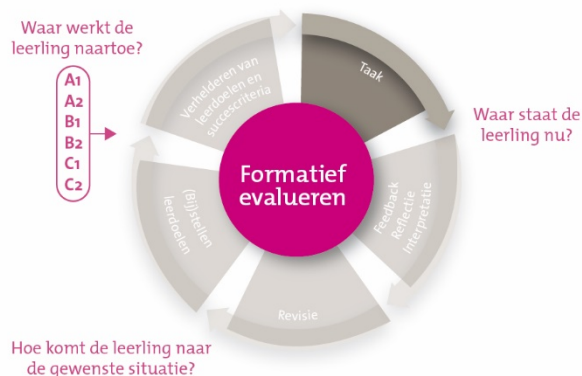 Waar werkt de
leerling naartoe?
A1
A2
B1
B2
C1
C2
Verhelderen van
leerdoelen en
succescriteria
Taak
Waar staat de
leerling nu?
Formatief
evalueren
Feedback
Reflectie
Interpretatie
(Bij)stellen
leerdoelen
Revisie
Hoe komt de leerling naar
de gewenste situatie?